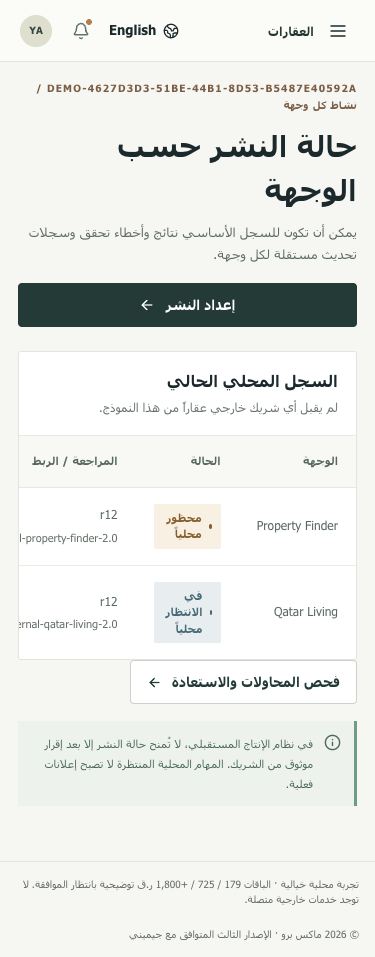 العقارات
English
YA
DEMO-4627D3D3-51BE-44B1-8D53-B5487E40592A /
نشاط كل وجهة
حالة النشر حسب
الوجهة
يمكن أن تكون للسجل الأساسي نتائج وأخطاء تحقق وسجلات
تحديث مستقلة لكل وجهة.
إعداد النشر
السجل المحلي الحالي
لم يقبل أي شريك خارجي عقاراً من هذا النموذج.
الوجهة
الحالة
المراجعة / الربط
Property Finder
محظور
محلياً
r12
l-property-finder-2.0
Qatar Living
في
الانتظار
محلياً
r12
ernal-qatar-living-2.0
فحص المحاولات والاستعادة
في نظام الإنتاج المستقبلي، لا تُمنح حالة النشر إلا بعد إقرار
موثوق من الشريك. المهام المحلية المنتظرة لا تصبح إعلانات
فعلية.
تجربة محلية خيالية · الباقات 179 / 725 / +1,800 ر.ق توضيحية بانتظار الموافقة. لا
توجد خدمات خارجية متصلة.
© 2026 ماكس برو · الإصدار الثالث المتوافق مع جيميني